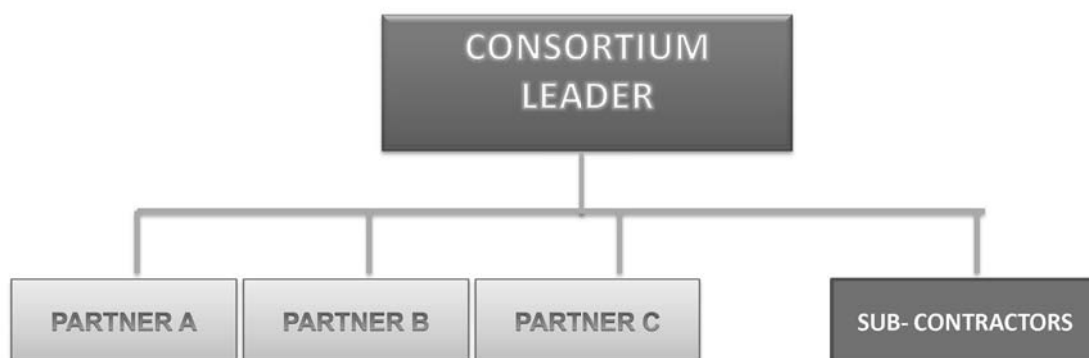 CONSORTIUM
LEADER
PARTNER A
PARTNER B
PARTNER C
SUB- CONTRACTORS